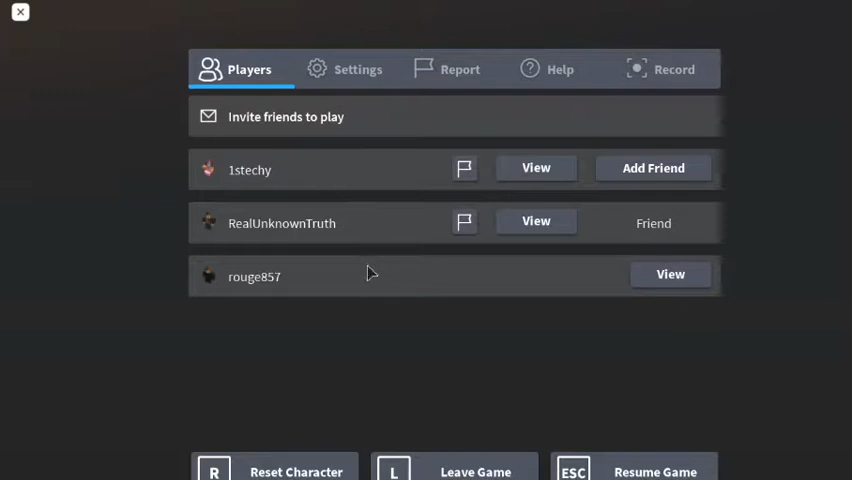 Players Settings Report Help Record
Invite friends to play
1stechy View Add Friend
RealUnknownTruth View Friend
rouge857 View
R Reset Character L Leave Game ESC Resume Game